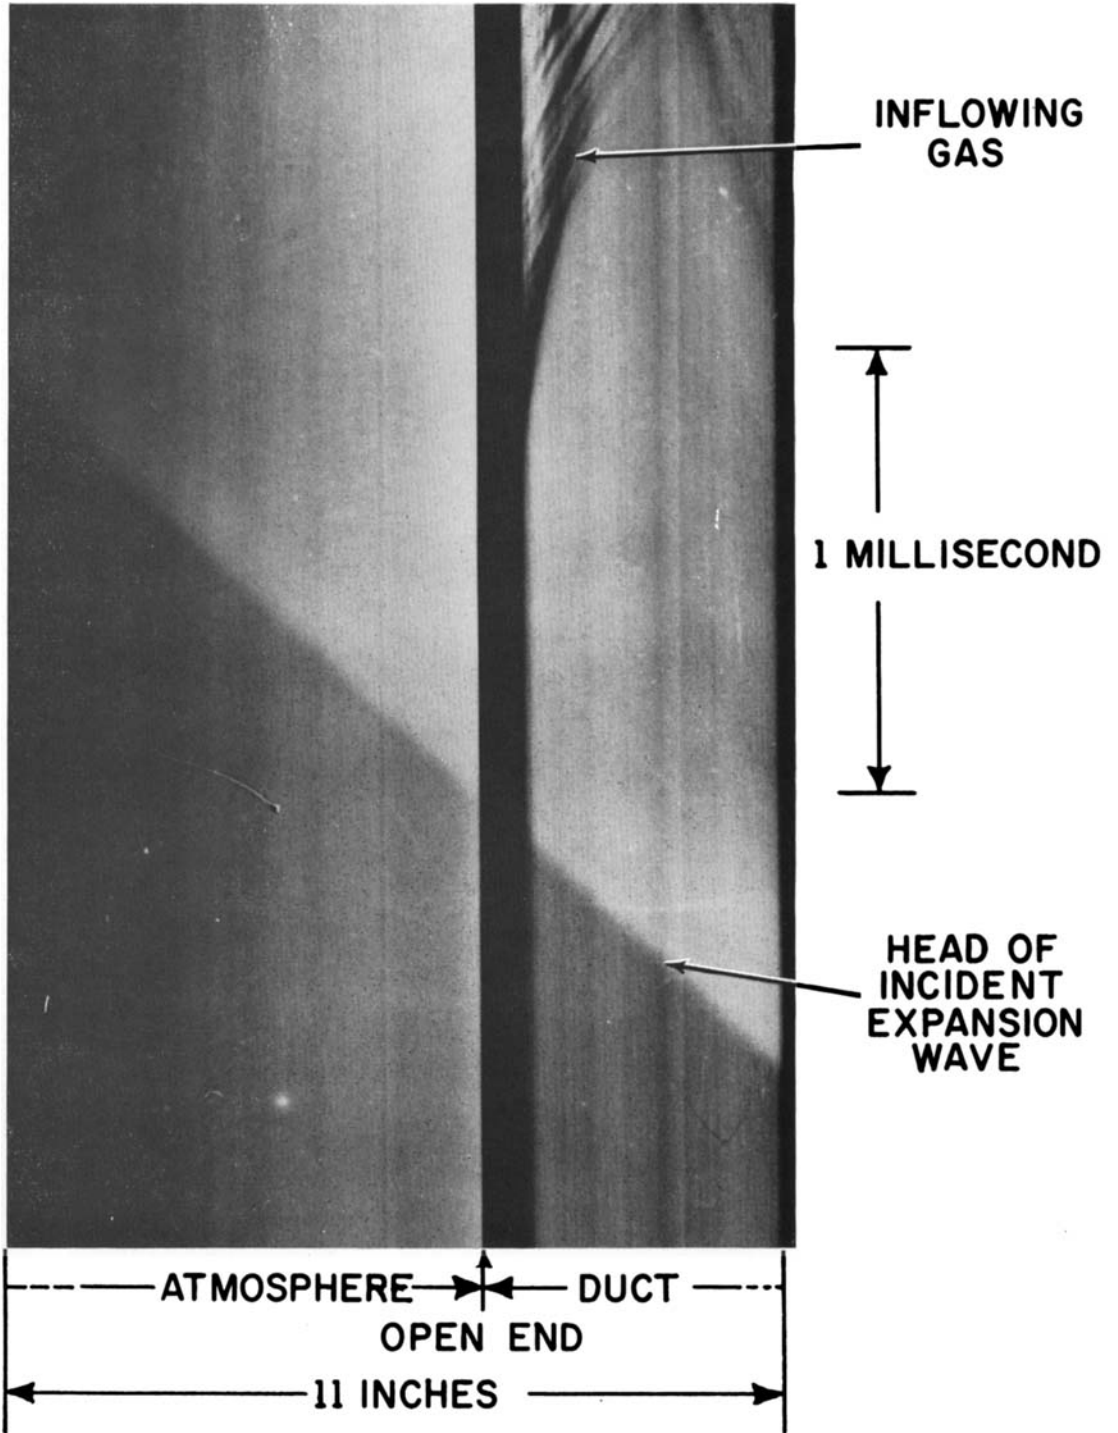 INFLOWING
GAS
1 MILLISECOND
HEAD OF
INCIDENT
EXPANSION
WAVE
ATMOSPHERE DUCT
OPEN END
11 INCHES